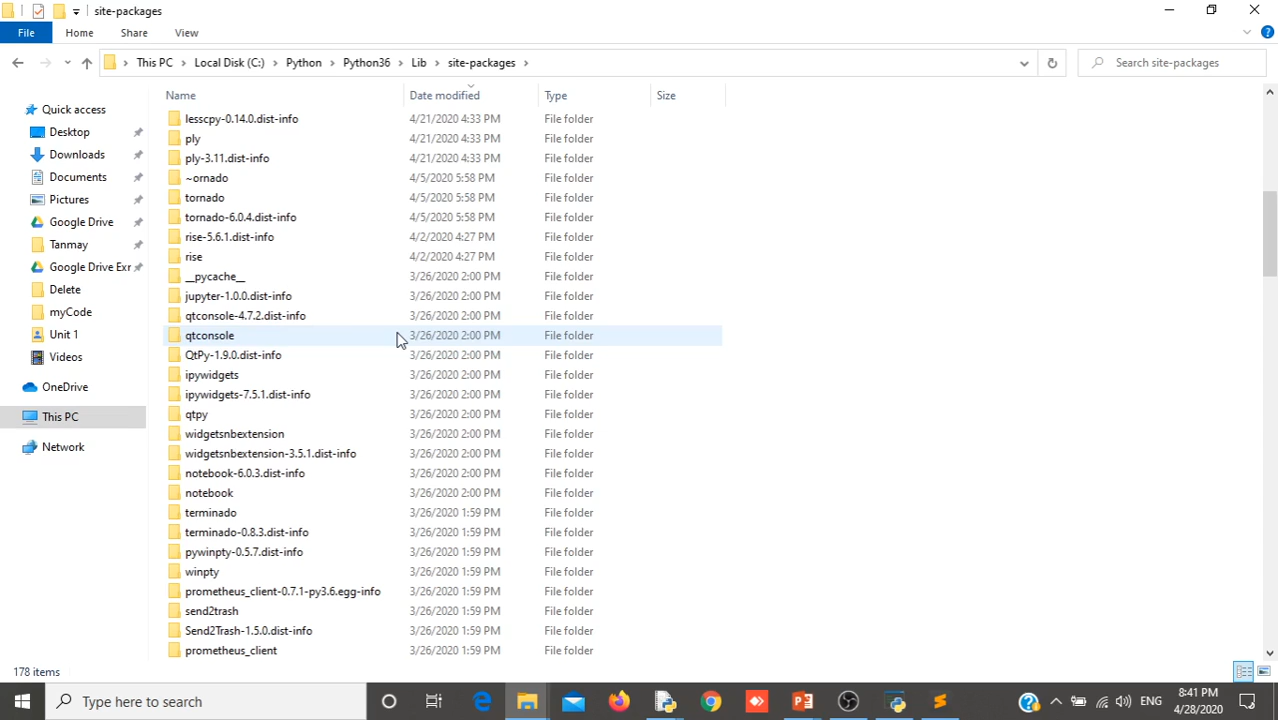 site-packages
File Home Share View
This PC Local Disk (C:) Python Python36 Lib site-packages Search site-packages
Name Date modified Type Size
Quick access
Desktop
Downloads
Documents
Pictures
Google Drive
Tanmay
Google Drive Exr
Delete
myCode
Unit 1
Videos
OneDrive
This PC
Network
lesscpy-0.14.0.dist-info 4/21/2020 4:33 PM File folder
ply 4/21/2020 4:33 PM File folder
ply-3.11.dist-info 4/21/2020 4:33 PM File folder
~ornado 4/5/2020 5:58 PM File folder
tornado 4/5/2020 5:58 PM File folder
tornado-6.0.4.dist-info 4/5/2020 5:58 PM File folder
rise-5.6.1.dist-info 4/2/2020 4:27 PM File folder
rise 4/2/2020 4:27 PM File folder
__pycache__ 3/26/2020 2:00 PM File folder
jupyter-1.0.0.dist-info 3/26/2020 2:00 PM File folder
qtconsole-4.7.2.dist-info 3/26/2020 2:00 PM File folder
qtconsole 3/26/2020 2:00 PM File folder
QtPy-1.9.0.dist-info 3/26/2020 2:00 PM File folder
ipywidgets 3/26/2020 2:00 PM File folder
ipywidgets-7.5.1.dist-info 3/26/2020 2:00 PM File folder
qtpy 3/26/2020 2:00 PM File folder
widgetsnbextension 3/26/2020 2:00 PM File folder
widgetsnbextension-3.5.1.dist-info 3/26/2020 2:00 PM File folder
notebook-6.0.3.dist-info 3/26/2020 2:00 PM File folder
notebook 3/26/2020 2:00 PM File folder
terminado 3/26/2020 1:59 PM File folder
terminado-0.8.3.dist-info 3/26/2020 1:59 PM File folder
pywinpty-0.5.7.dist-info 3/26/2020 1:59 PM File folder
winpty 3/26/2020 1:59 PM File folder
prometheus_client-0.7.1-py3.6.egg-info 3/26/2020 1:59 PM File folder
send2trash 3/26/2020 1:59 PM File folder
Send2Trash-1.5.0.dist-info 3/26/2020 1:59 PM File folder
prometheus_client 3/26/2020 1:59 PM File folder
178 items
Type here to search
ENG
8:41 PM
4/28/2020